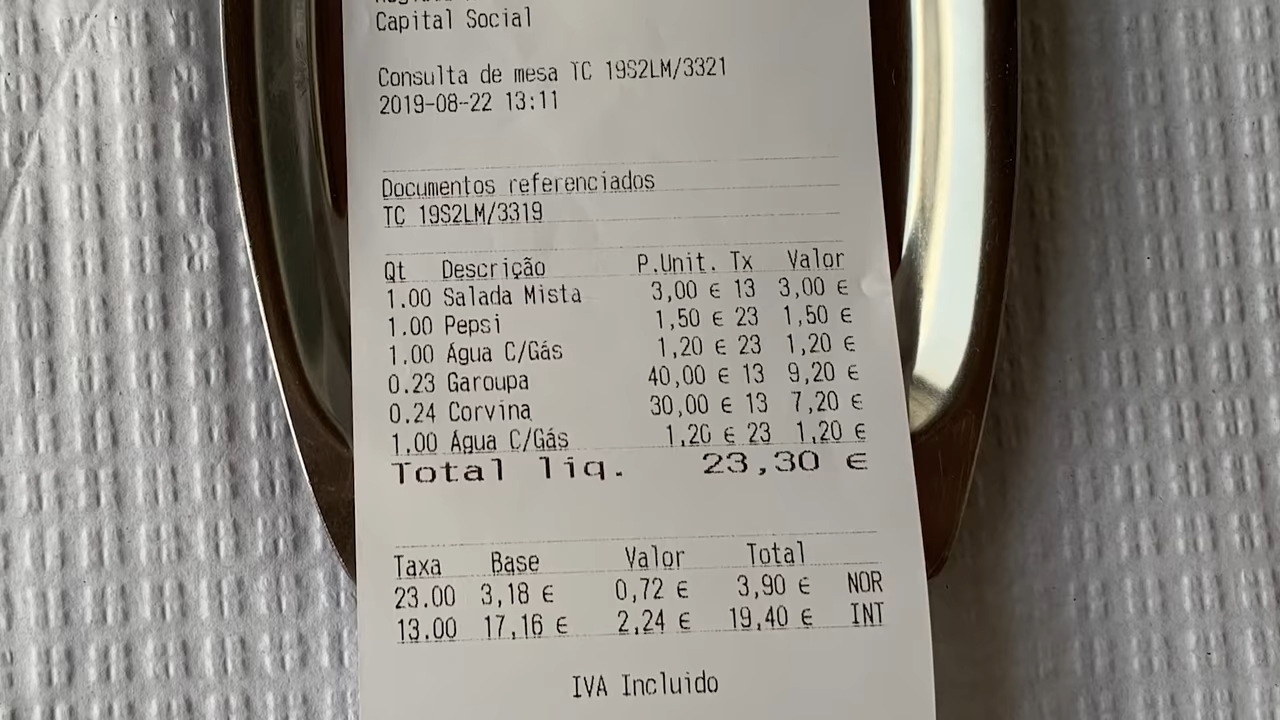 Capital Social
Consulta de mesa TC 19S2LM/3321
2019-08-22 13:11
Documentos referenciados
TC 19S2LM/3319
Qt Descrição P.Unit. Tx Valor
1.00 Salada Mista 3,00 € 13 3,00 €
1.00 Pepsi 1,50 € 23 1,50 €
1.00 Água C/Gás 1,20 € 23 1,20 €
0.23 Garoupa 40,00 € 13 9,20 €
0.24 Corvina 30,00 € 13 7,20 €
1.00 Água C/Gás 1,20 € 23 1,20 €
Total liq. 23,30 €
Taxa Base Valor Total
23.00 3,18 € 0,72 € 3,90 € NOR
13.00 17,16 € 2,24 € 19,40 € INT
IVA Incluido